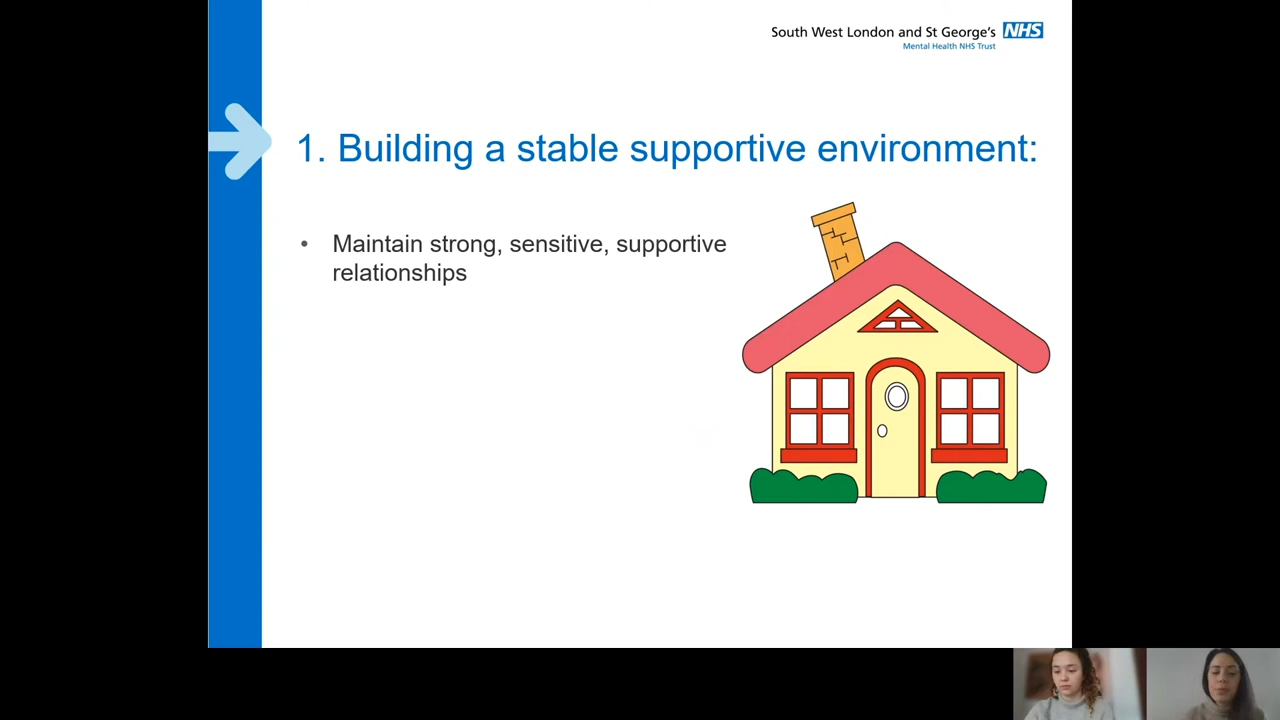 South West London and St George's NHS
Mental Health NHS Trust
1. Building a stable supportive environment:
• Maintain strong, sensitive, supportive
relationships